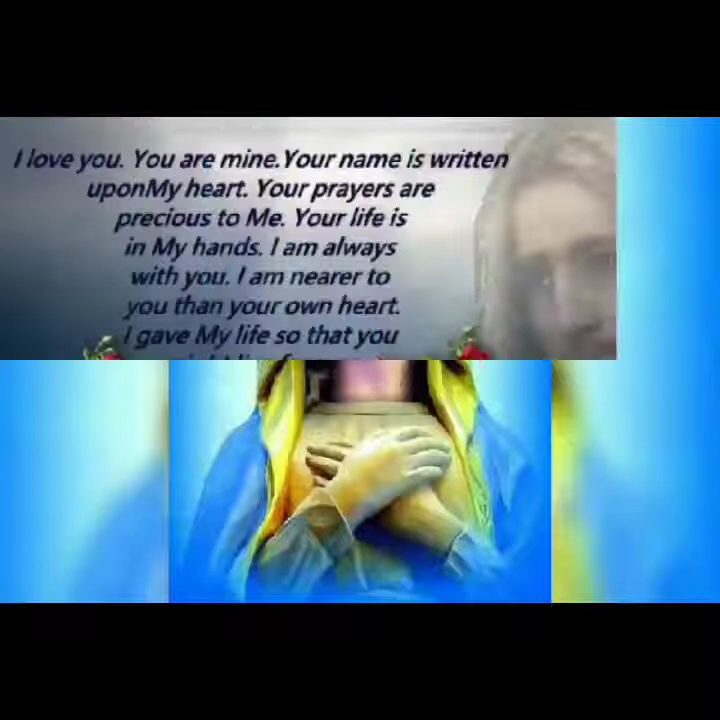 I love you. You are mine.Your name is written
uponMy heart. Your prayers are
precious to Me. Your life is
in My hands. I am always
with you. I am nearer to
you than your own heart.
I gave My life so that you